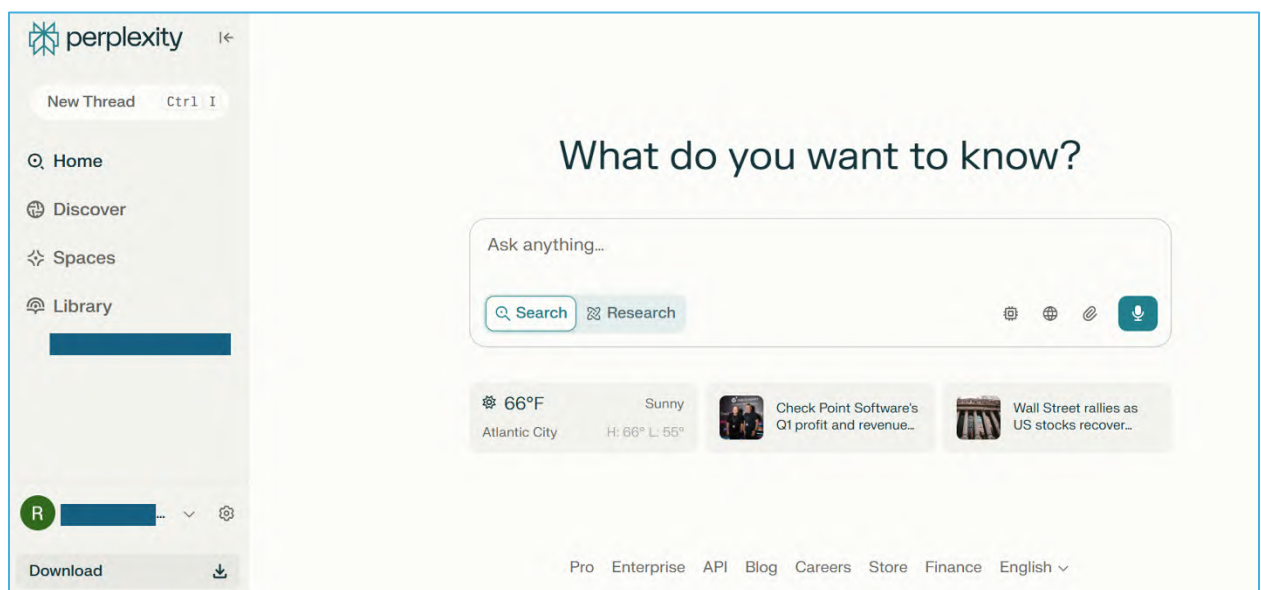 perplexity
New Thread Ctrl I
Home
Discover
Spaces
Library
R ...
Download
What do you want to know?
Ask anything...
Search Research
66°F Sunny
Atlantic City H: 66° L: 55°
Check Point Software's
Q1 profit and revenue...
Wall Street rallies as
US stocks recover...
Pro Enterprise API Blog Careers Store Finance English